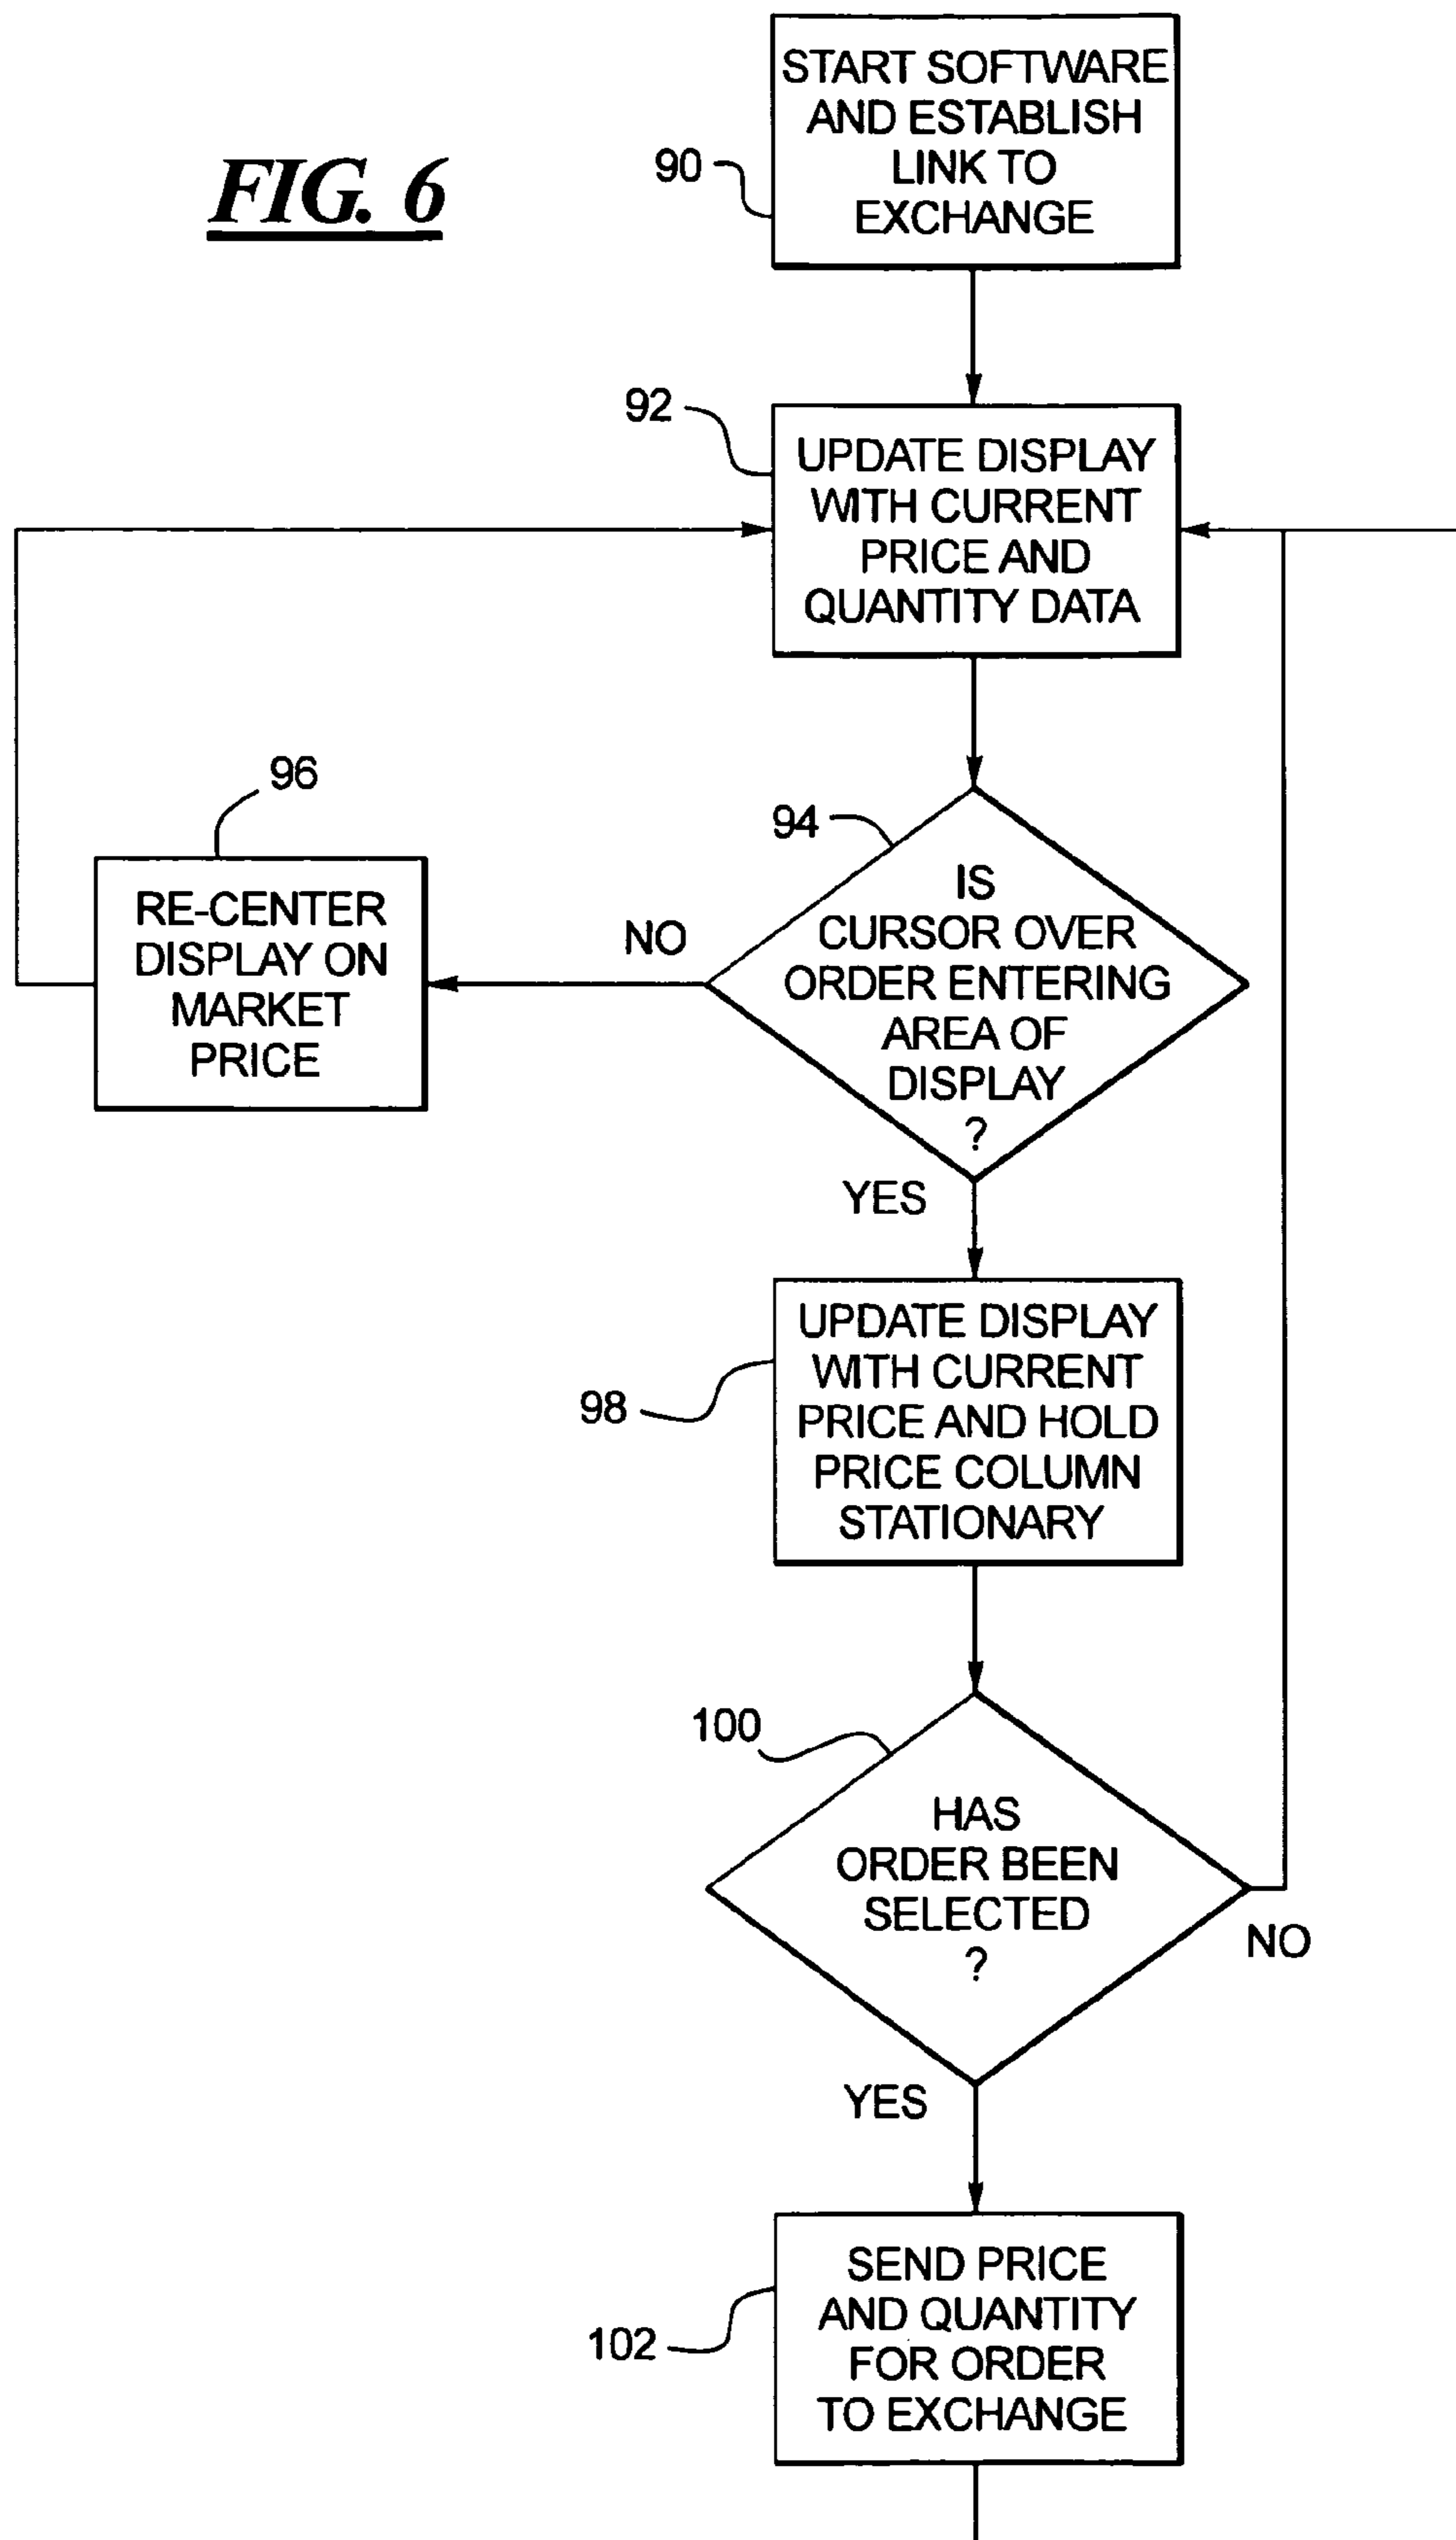 FIG. 6
START SOFTWARE
AND ESTABLISH
LINK TO
EXCHANGE
90
92
UPDATE DISPLAY
WITH CURRENT
PRICE AND
QUANTITY DATA
96
RE-CENTER
DISPLAY ON
MARKET
PRICE
NO
94
IS
CURSOR OVER
ORDER ENTERING
AREA OF
DISPLAY
?
YES
98
UPDATE DISPLAY
WITH CURRENT
PRICE AND HOLD
PRICE COLUMN
STATIONARY
100
HAS
ORDER BEEN
SELECTED
?
NO
YES
102
SEND PRICE
AND QUANTITY
FOR ORDER
TO EXCHANGE